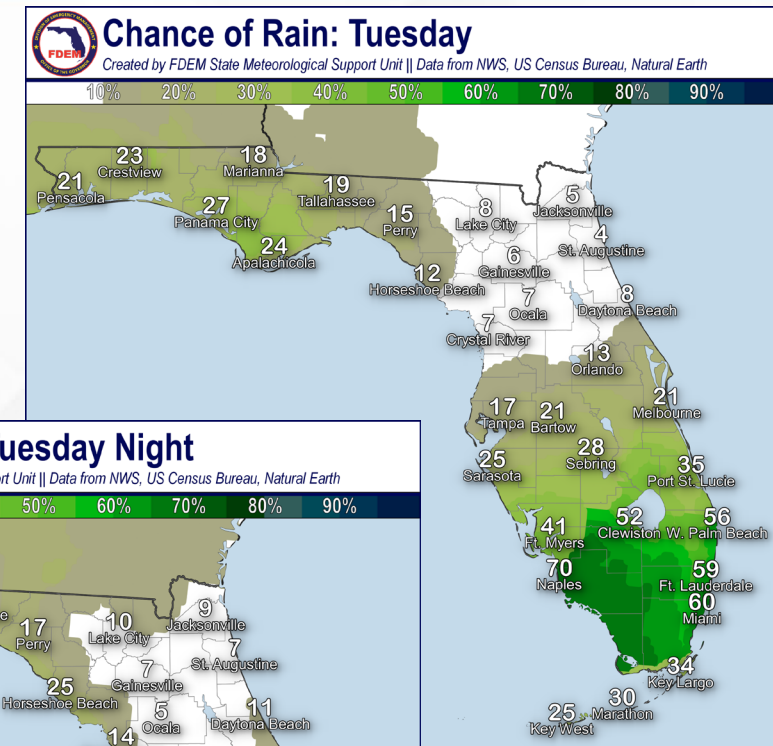 FDEM
Chance of Rain: Tuesday
Created by FDEM State Meteorological Support Unit || Data from NWS, US Census Bureau, Natural Earth
10% 20% 30% 40% 50% 60% 70% 80% 90%
23
Crestview
18
Marianna
21
Pensacola
19
Tallahassee
27
Panama City
15
Perry
24
Apalachicola
12
Horseshoe Beach
8
Lake City
5
Jacksonville
4
St. Augustine
6
Gainesville
7
Ocala
8
Daytona Beach
7
Crystal River
13
Orlando
17
Tampa
21
Bartow
21
Melbourne
28
Sebring
25
Sarasota
35
Port St. Lucie
41
Ft. Myers
52
Clewiston
56
W. Palm Beach
70
Naples
59
Ft. Lauderdale
60
Miami
34
Key Largo
30
Marathon
25
Key West
uesday Night
rt Unit || Data from NWS, US Census Bureau, Natural Earth
50% 60% 70% 80% 90%
e
17
Perry
10
Lake City
9
Jacksonville
7
St. Augustine
7
Gainesville
25
Horseshoe Beach
5
Ocala
11
Daytona Beach
14